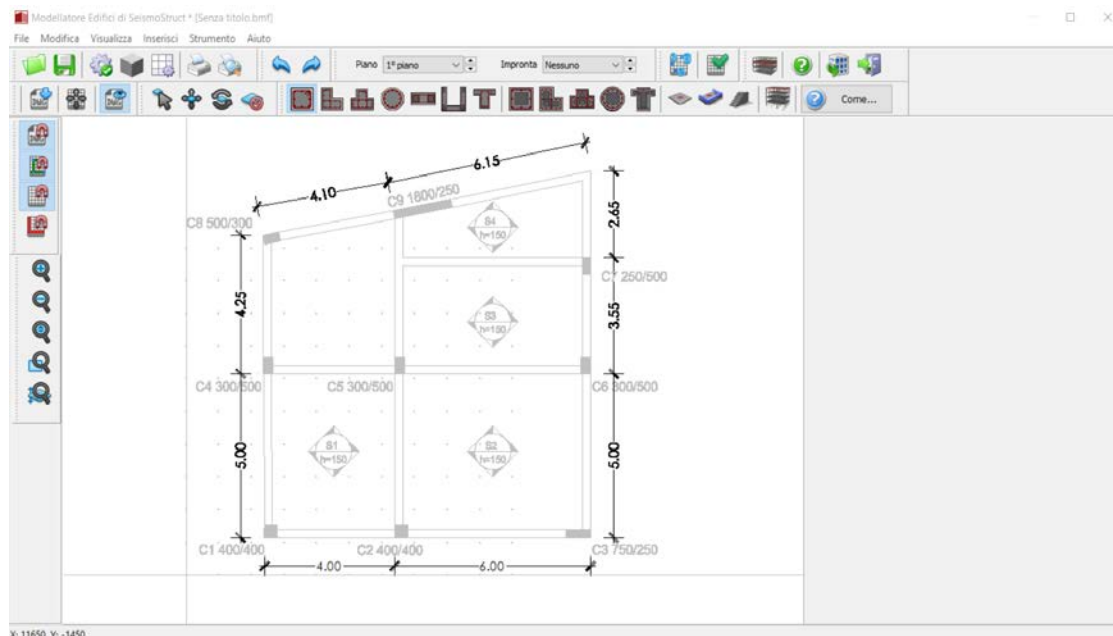 Modellatore Edifici di SeismoStruct * [Senza titolo.bmf]
File Modifica Visualizza Inserisci Strumento Aiuto
Piano 1° piano Impronta Nessuno
Come...
6.15
4.10
C9 1800/250
C8 500/300
S4
h=150
2.65
C7 250/500
4.25
S3
h=150
3.55
C4 300/500 C5 300/500 C6 300/500
S1 S2
h=150 h=150
5.00 5.00
C1 400/400 C2 400/400 C3 750/250
4.00 6.00
X: 11650 Y: -1450